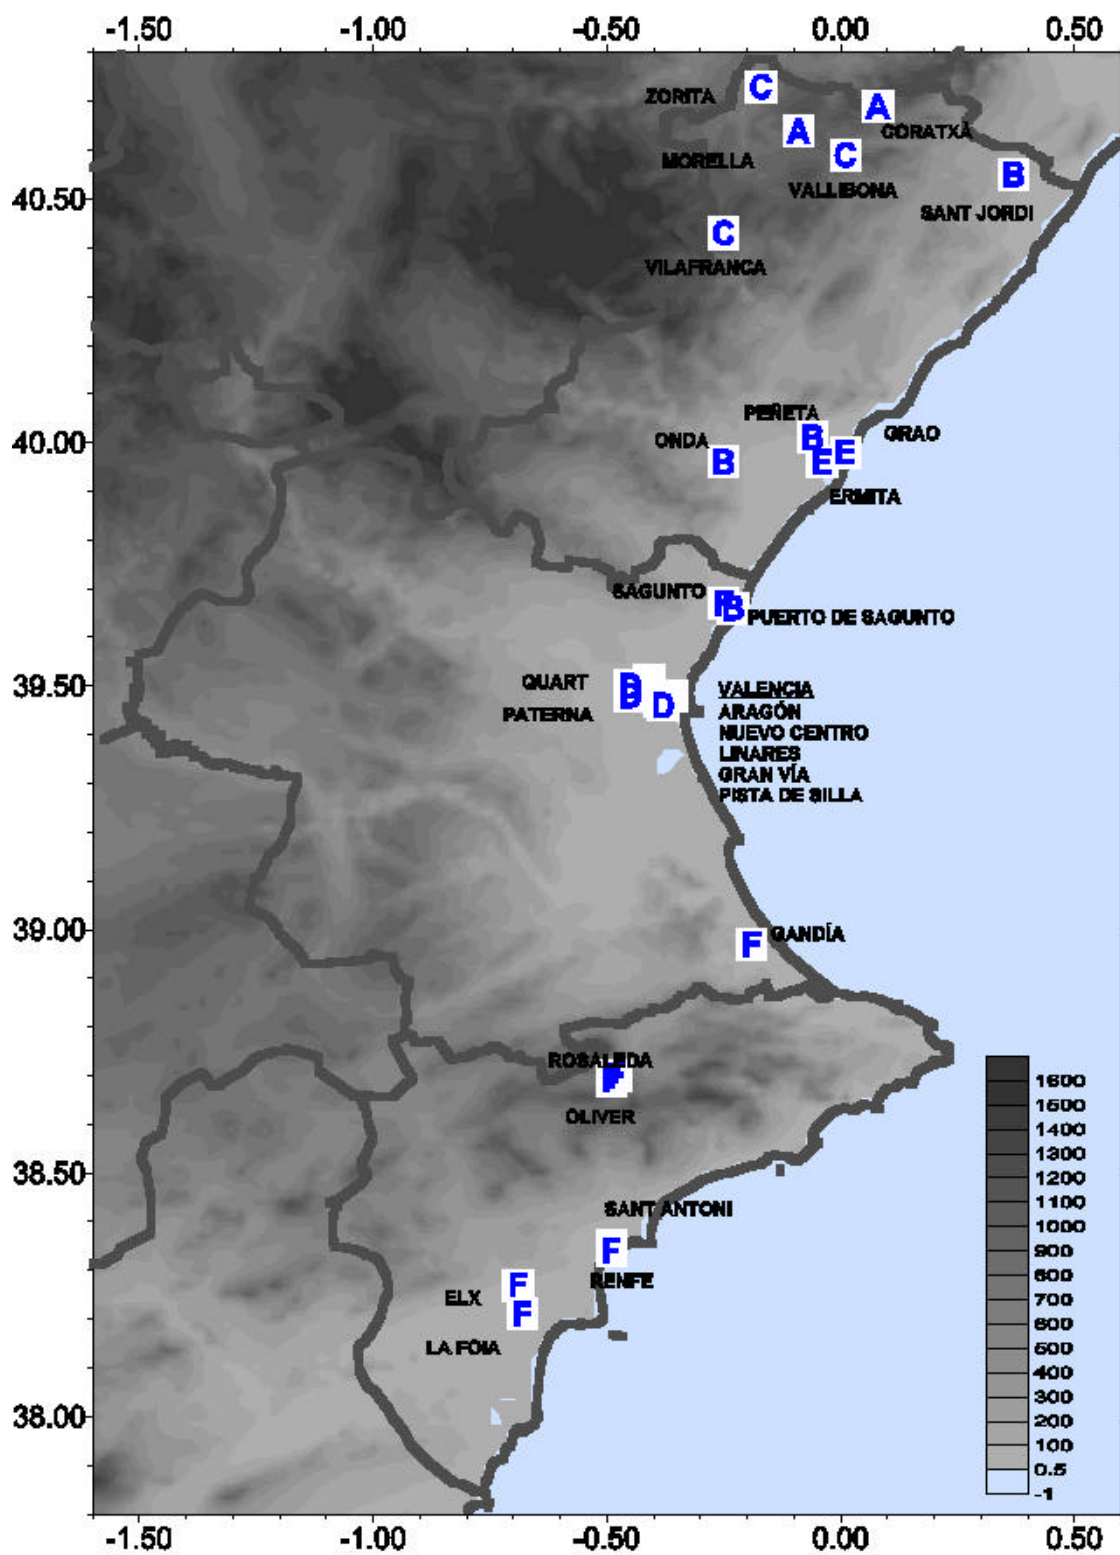 -1.50 -1.00 -0.50 0.00 0.50
ZORITA
C
A
CORATXÀ
A
MORELLA
C
VALLIBONA
B
40.50
SANT JORDI
C
VILAFRANCA
PEÑETA
B
GRAO
40.00
ONDA
B
E
E
ERMITA
SAGUNTO
B
PUERTO DE SAGUNTO
39.50
QUART
D
PATERNA
D
VALENCIA
ARAGÓN
NUEVO CENTRO
LINARES
GRAN VÍA
PISTA DE SILLA
39.00
F
GANDÍA
ROSALEDA
OLIVER
38.50
SANT ANTONI
F
RENFE
F
ELX
F
LA FOIA
38.00
1600
1500
1400
1300
1200
1100
1000
900
800
700
600
500
400
300
200
100
0.5
-1
-1.50 -1.00 -0.50 0.00 0.50